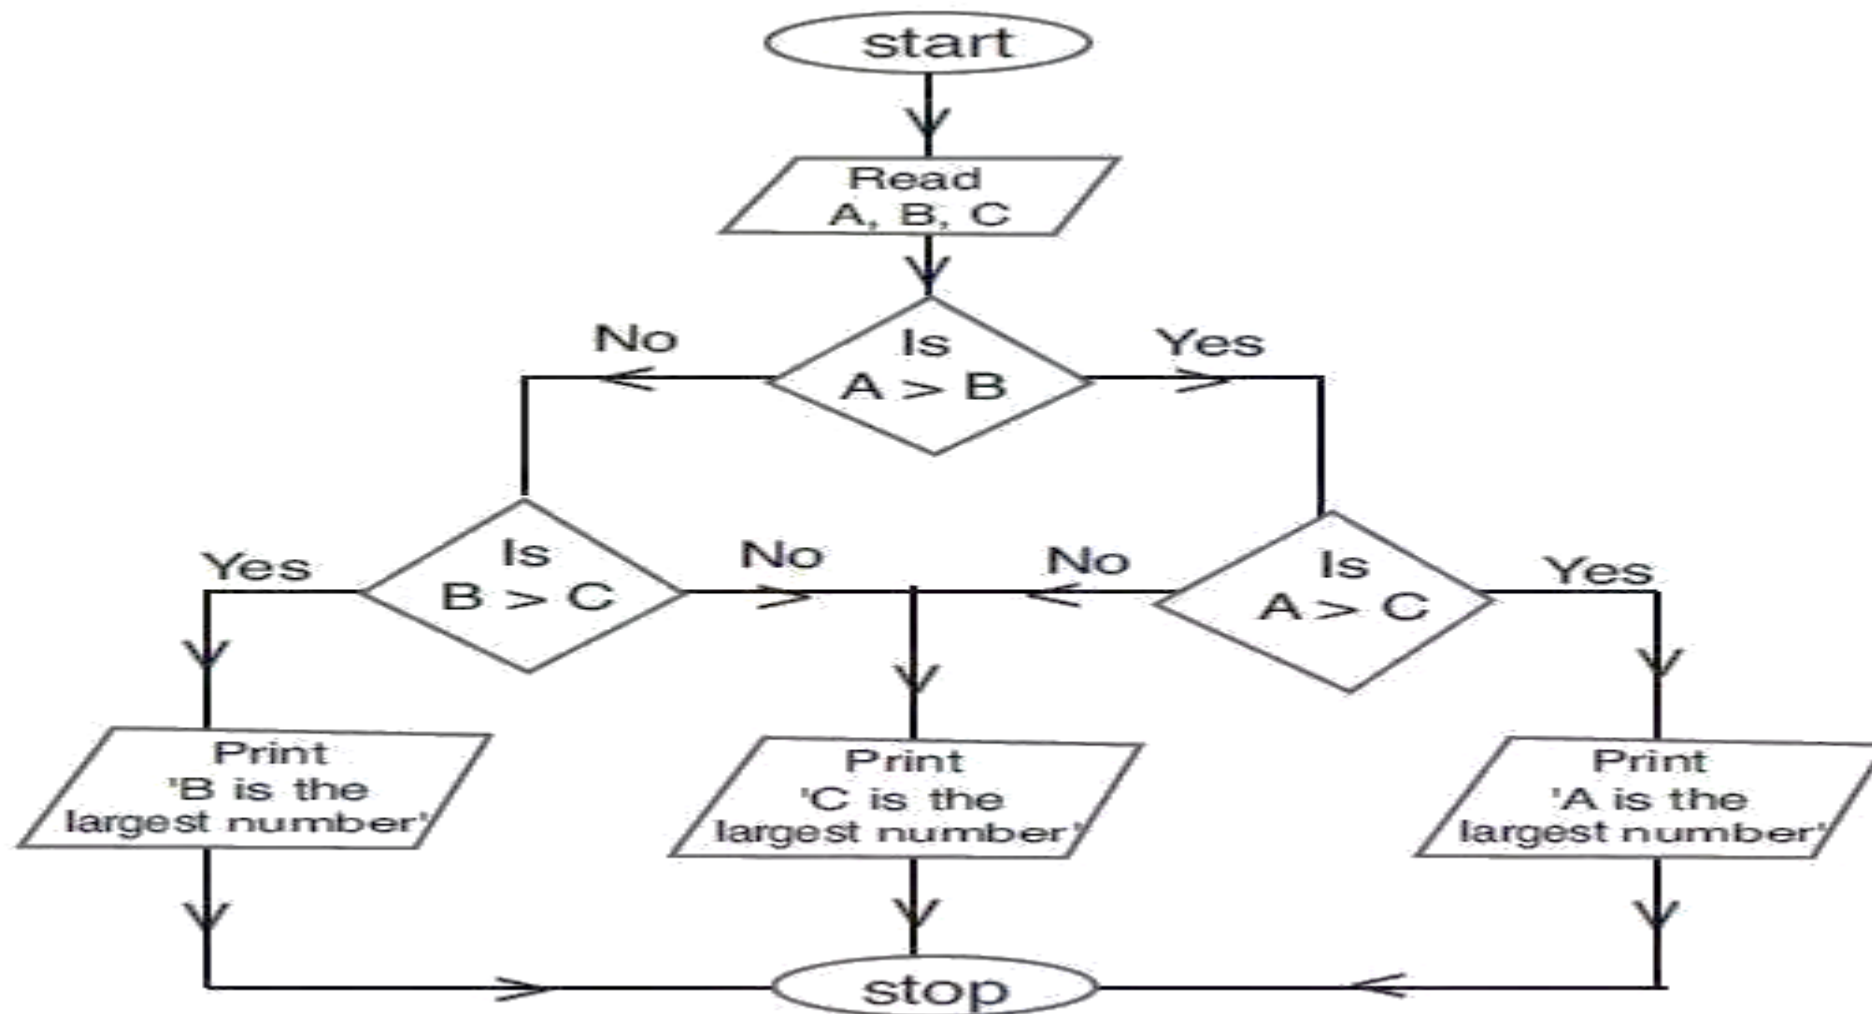 start
Read
A, B, C
No
Is
A > B
Yes
Yes
Is
B > C
No
No
Is
A > C
Yes
Print
'B is the
largest number'
Print
'C is the
largest number'
Print
'A is the
largest number'
stop